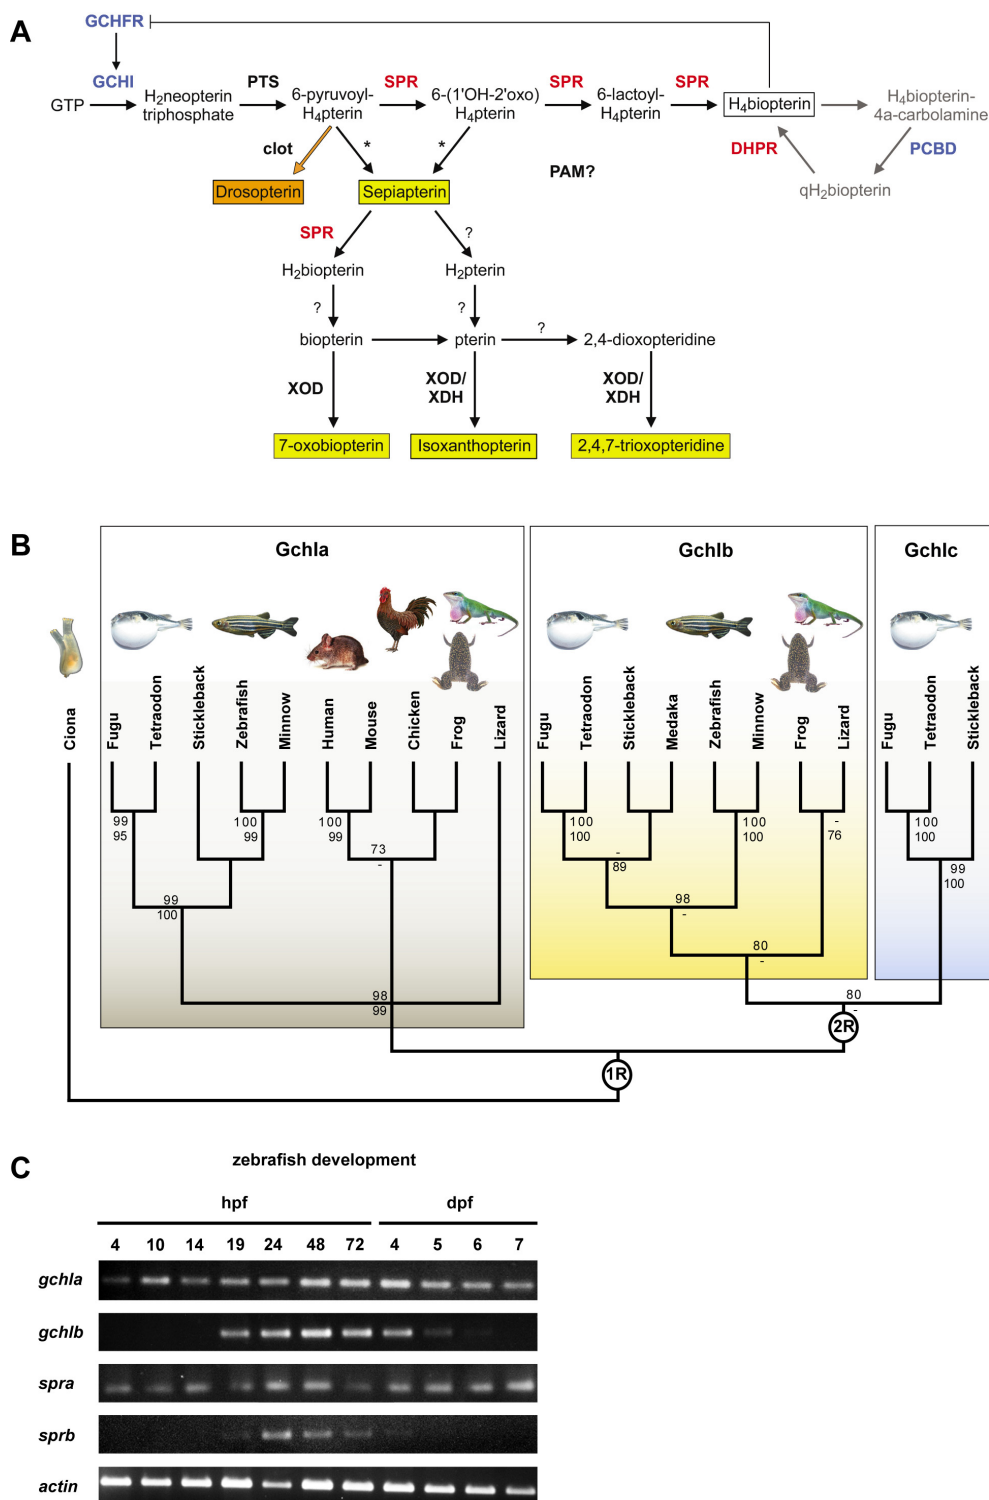 A
GCHFR
GCHI
PTS
SPR
SPR
SPR
GTP
H2neopterin
triphosphate
6-pyruvoyl-
H4pterin
6-(1'OH-2'oxo)
H4pterin
6-lactoyl-
H4pterin
H4biopterin
H4biopterin-
4a-carbolamine
clot
*
*
PAM?
DHPR
PCBD
Drosopterin
Sepiapterin
qH2biopterin
SPR
?
H2biopterin
H2pterin
?
?
biopterin
pterin
?
2,4-dioxopteridine
XOD
XOD/
XDH
XOD/
XDH
7-oxobiopterin
Isoxanthopterin
2,4,7-trioxopteridine
B
GchIa
GchIb
GchIc
Ciona
Fugu
Tetraodon
Stickleback
Zebrafish
Minnow
Human
Mouse
Chicken
Frog
Lizard
Fugu
Tetraodon
Stickleback
Medaka
Zebrafish
Minnow
Frog
Lizard
Fugu
Tetraodon
Stickleback
99
95
100
99
100
99
73
-
99
100
98
99
100
100
-
89
100
100
-
76
98
-
80
-
100
100
99
100
80
-
2R
1R
C
zebrafish development
hpf
dpf
4 10 14 19 24 48 72 4 5 6 7
gchIa
gchIb
spra
sprb
actin